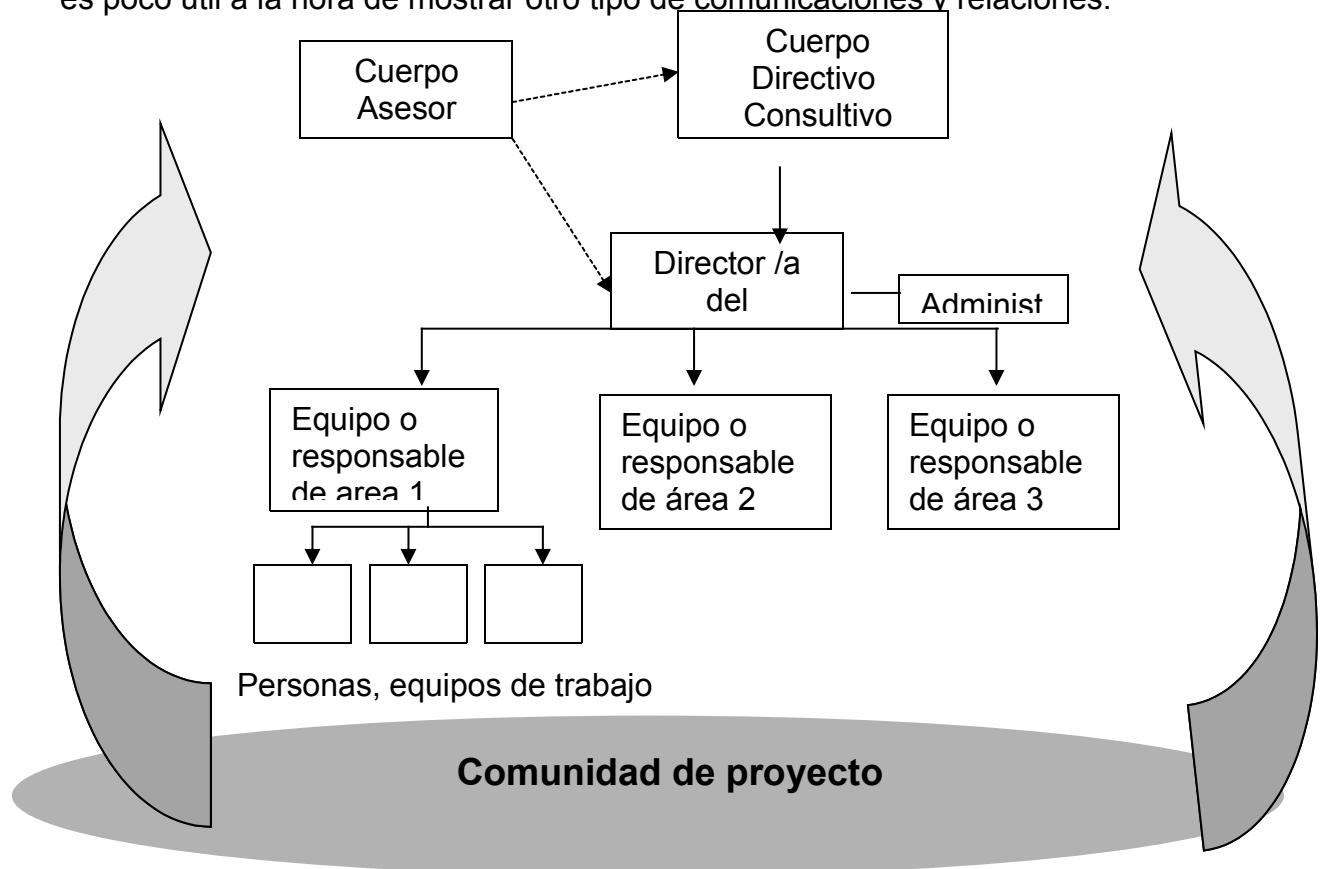 es poco útil a la hora de mostrar otro tipo de comunicaciones y relaciones.
Cuerpo
Asesor
Cuerpo
Directivo
Consultivo
Director /a
del
Administ
Equipo o
responsable
de area 1
Equipo o
responsable
de área 2
Equipo o
responsable
de área 3
Personas, equipos de trabajo
Comunidad de proyecto